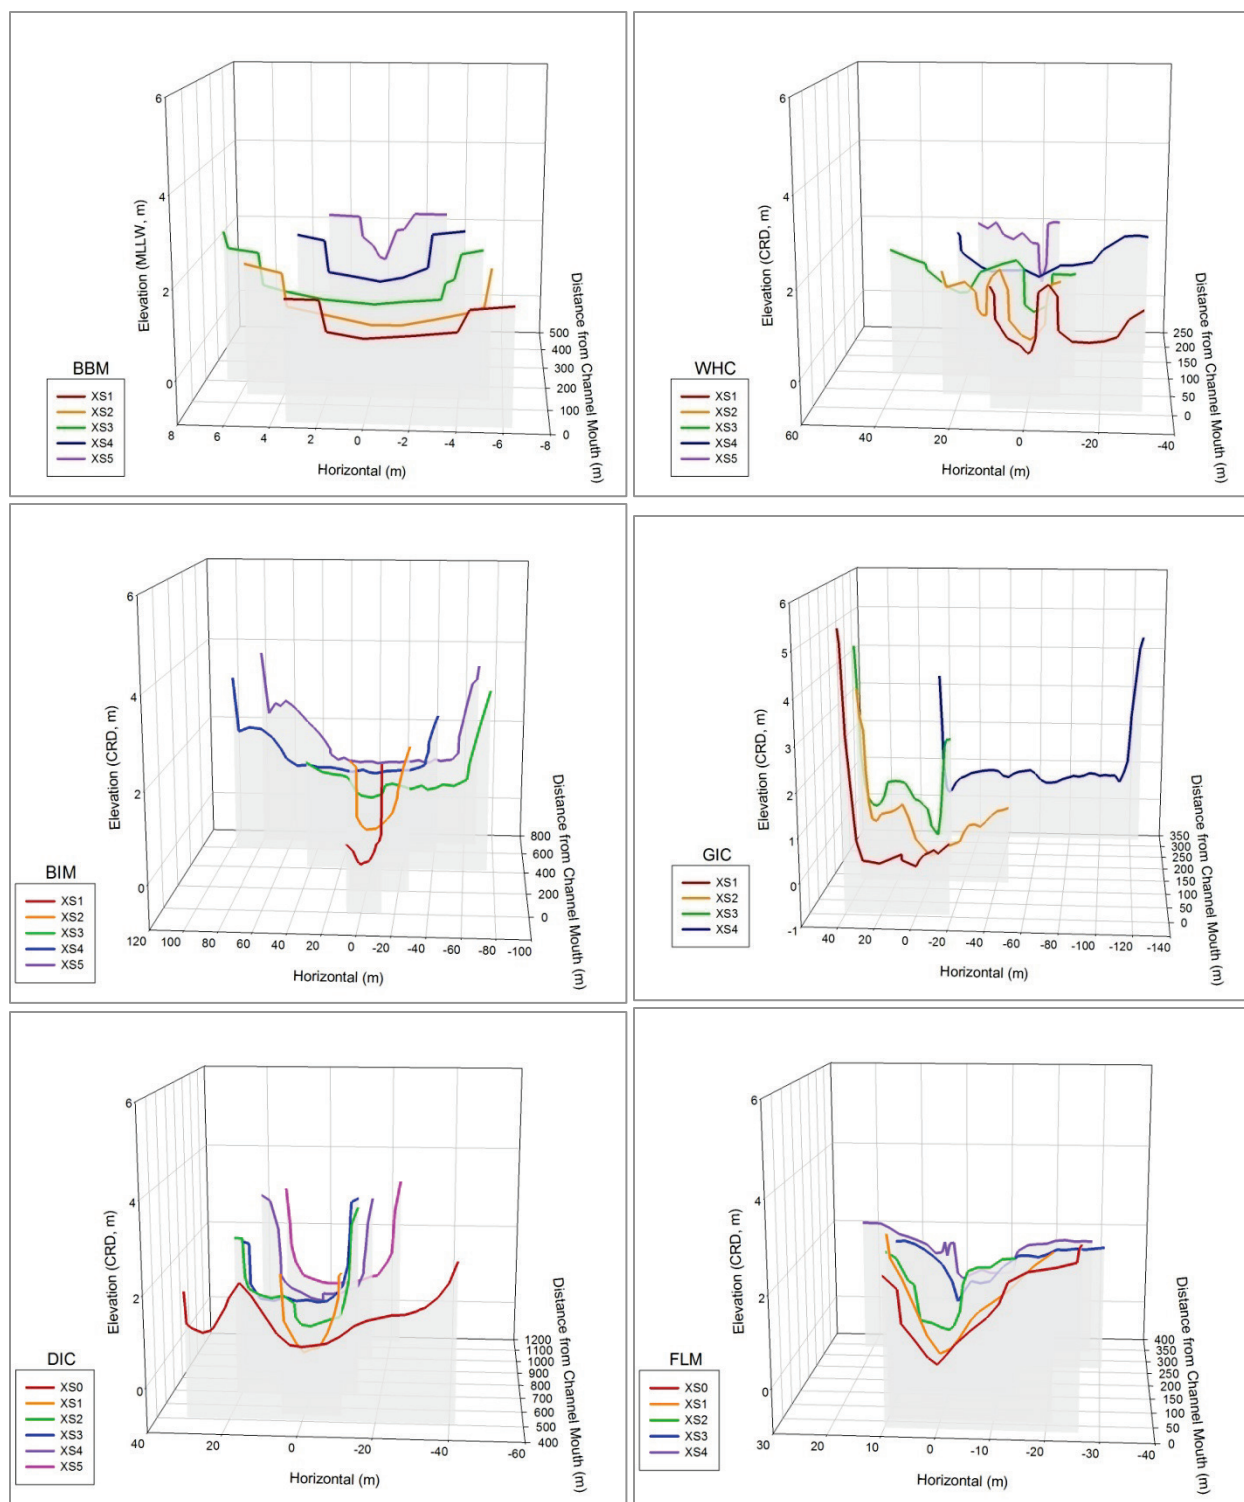 6
4
2
0
Elevation (MLLW, m)
8
6
4
2
0
-2
-4
-6
-8
Horizontal (m)
500
400
300
200
100
0
Distance from Channel Mouth (m)
BBM
XS1
XS2
XS3
XS4
XS5
6
4
2
0
Elevation (CRD, m)
60
40
20
0
-20
-40
Horizontal (m)
250
200
150
100
50
0
Distance from Channel Mouth (m)
WHC
XS1
XS2
XS3
XS4
XS5
6
4
2
0
Elevation (CRD, m)
120
100
80
60
40
20
0
-20
-40
-60
-80
-100
Horizontal (m)
800
600
400
200
0
Distance from Channel Mouth (m)
BIM
XS1
XS2
XS3
XS4
XS5
6
5
4
3
2
1
0
-1
Elevation (CRD, m)
40
20
0
-20
-40
-60
-80
-100
-120
-140
Horizontal (m)
350
300
250
200
150
100
50
0
Distance from Channel Mouth (m)
GIC
XS1
XS2
XS3
XS4
6
4
2
0
Elevation (CRD, m)
40
20
0
-20
-40
-60
Horizontal (m)
1200
1100
1000
900
800
700
600
500
400
Distance from Channel Mouth (m)
DIC
XS0
XS1
XS2
XS3
XS4
XS5
6
4
2
0
Elevation (CRD, m)
30
20
10
0
-10
-20
-30
-40
Horizontal (m)
400
350
300
250
200
150
100
50
0
Distance from Channel Mouth (m)
FLM
XS0
XS1
XS2
XS3
XS4